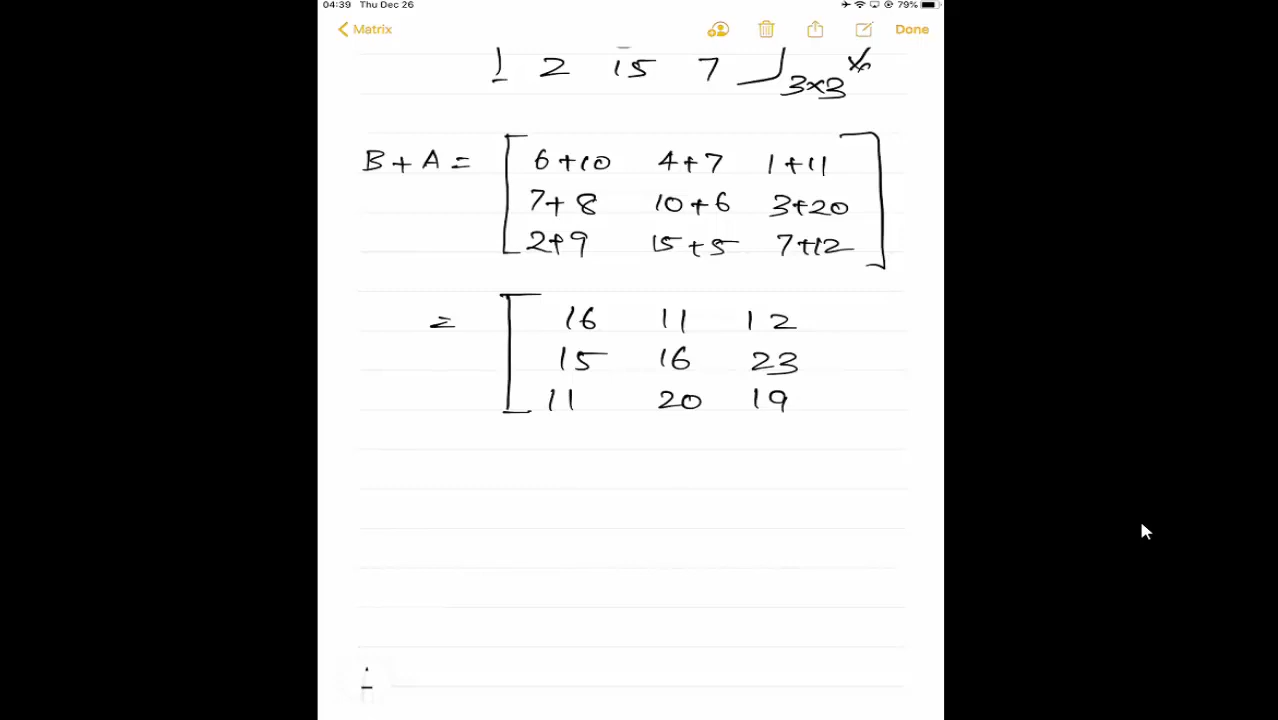 04:39 Thu Dec 26 79%
Matrix Done
2 15 7 3×3
B + A = [ 6+10 4+7 1+11
7+8 10+6 3+20
2+9 15+5 7+12 ]
= [ 16 11 12
15 16 23
11 20 19